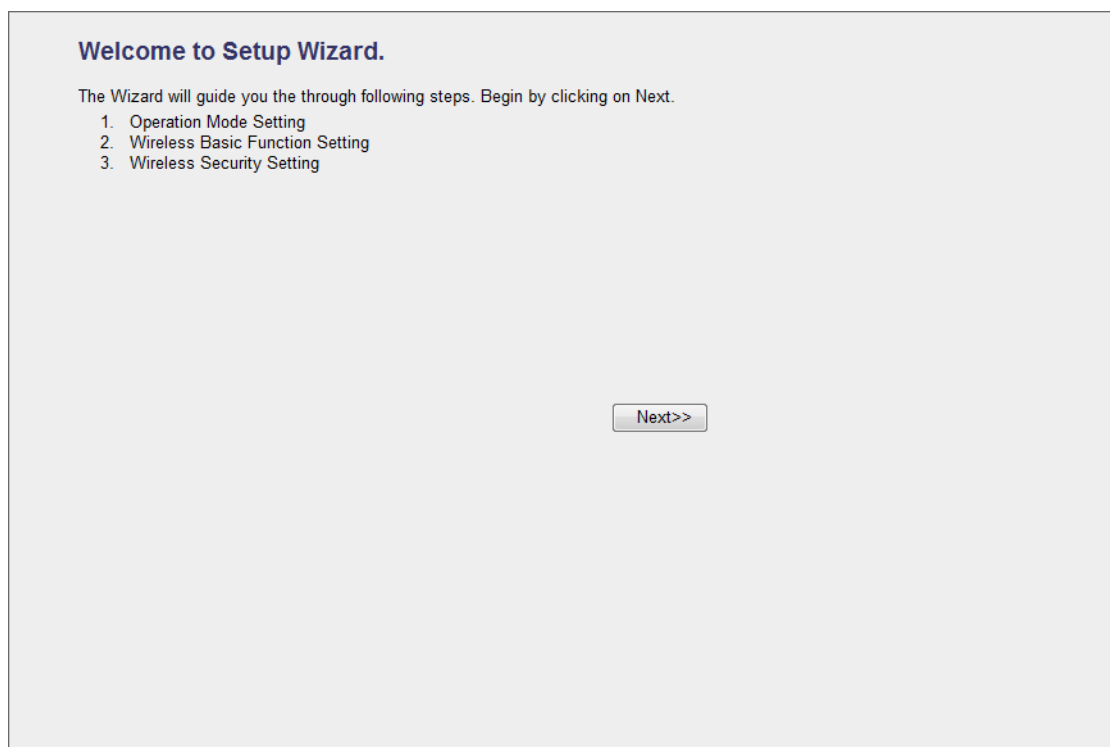 Welcome to Setup Wizard.
The Wizard will guide you the through following steps. Begin by clicking on Next.
1. Operation Mode Setting
2. Wireless Basic Function Setting
3. Wireless Security Setting
Next>>